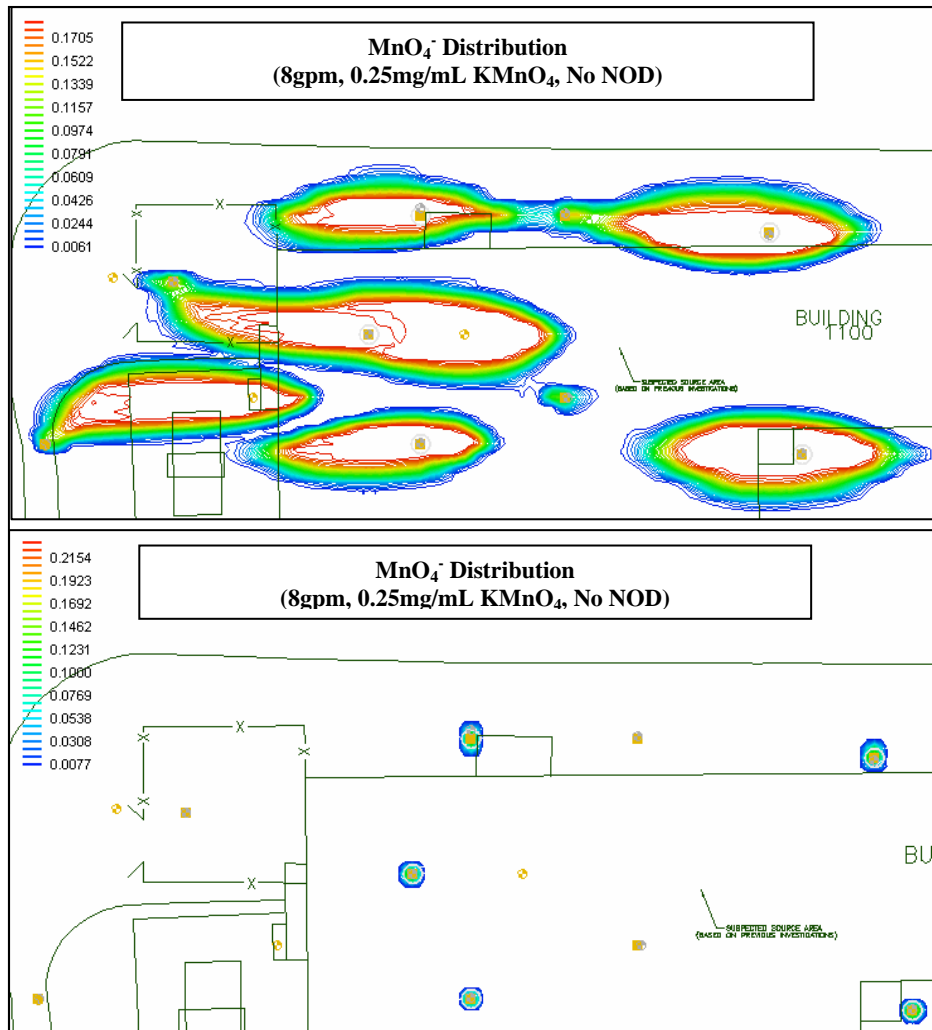 0.1705
0.1522
0.1339
0.1157
0.0974
0.0791
0.0609
0.0426
0.0244
0.0061
MnO₄⁻ Distribution
(8gpm, 0.25mg/mL KMnO₄, No NOD)
X
X
X
X
X
BUILDING
T100
SUSPECTED SOURCE AREA
(BASED ON PREVIOUS INVESTIGATIONS)
0.2154
0.1923
0.1692
0.1462
0.1231
0.1000
0.0769
0.0538
0.0308
0.0077
MnO₄⁻ Distribution
(8gpm, 0.25mg/mL KMnO₄, No NOD)
X
X
X
X
X
BU
SUSPECTED SOURCE AREA
(BASED ON PREVIOUS INVESTIGATIONS)